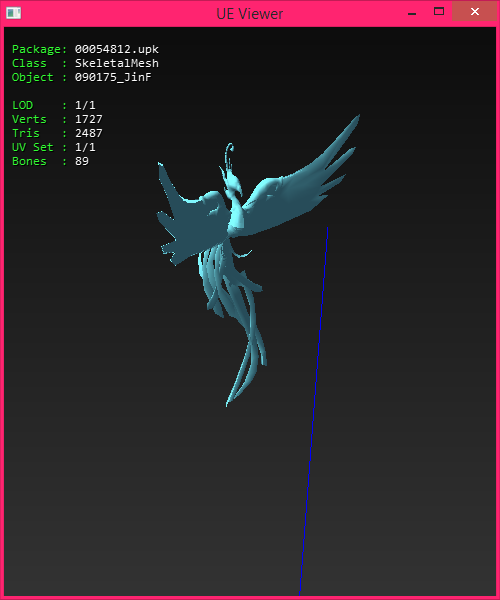 UE Viewer
Package: 00054812.upk
Class  : SkeletalMesh
Object : 090175_JinF
LOD    : 1/1
Verts  : 1727
Tris   : 2487
UV Set : 1/1
Bones  : 89